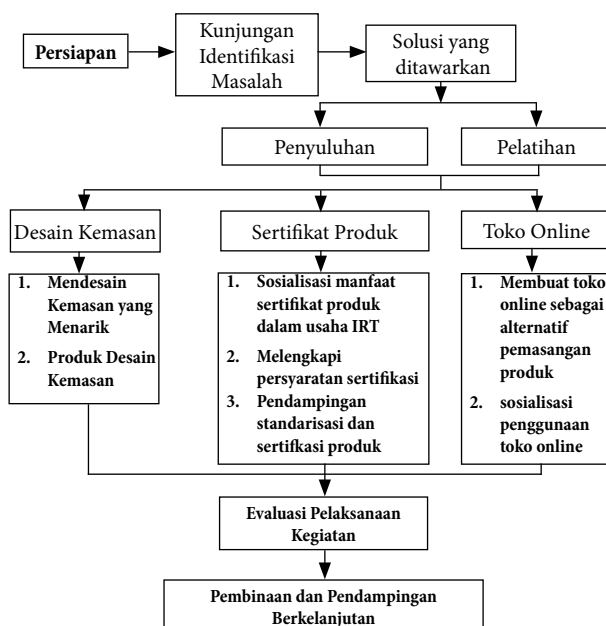 Persiapan
Kunjungan
Identifikasi
Masalah
Solusi yang
ditawarkan
Penyuluhan
Pelatihan
Desain Kemasan
Sertifikat Produk
Toko Online
1. Mendesain
Kemasan yang
Menarik
2. Produk Desain
Kemasan
1. Sosialisasi manfaat
sertifikat produk
dalam usaha IRT
2. Melengkapi
persyaratan sertifikasi
3. Pendampingan
standarisasi dan
sertifkasi produk
1. Membuat toko
online sebagai
alternatif
pemasangan
produk
2. sosialisasi
penggunaan
toko online
Evaluasi Pelaksanaan
Kegiatan
Pembinaan dan Pendampingan
Berkelanjutan